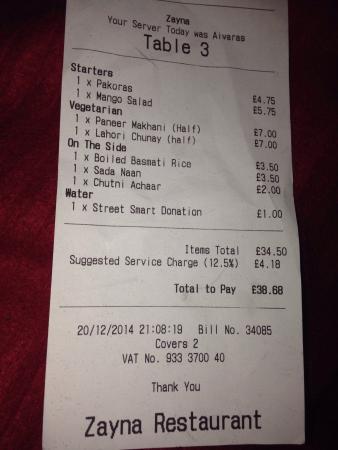 Zayna
Your Server Today was Aivaras
Table 3
Starters
1 x Pakoras £4.75
1 x Mango Salad £5.75
Vegetarian
1 x Paneer Makhani (Half) £7.00
1 x Lahori Chunay (half) £7.00
On The Side
1 x Boiled Basmati Rice £3.50
1 x Sada Naan £3.50
1 x Chutni Achaar £2.00
Water
1 x Street Smart Donation £1.00
Items Total £34.50
Suggested Service Charge (12.5%) £4.18
Total to Pay £38.68
20/12/2014 21:08:19 Bill No. 34085
Covers 2
VAT No. 933 3700 40
Thank You
Zayna Restaurant